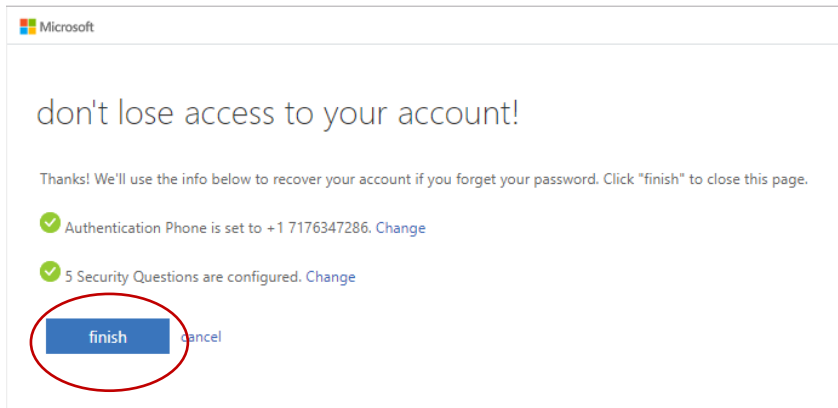 Microsoft
don't lose access to your account!
Thanks! We'll use the info below to recover your account if you forget your password. Click "finish" to close this page.
Authentication Phone is set to +1 7176347286. Change
5 Security Questions are configured. Change
finish cancel